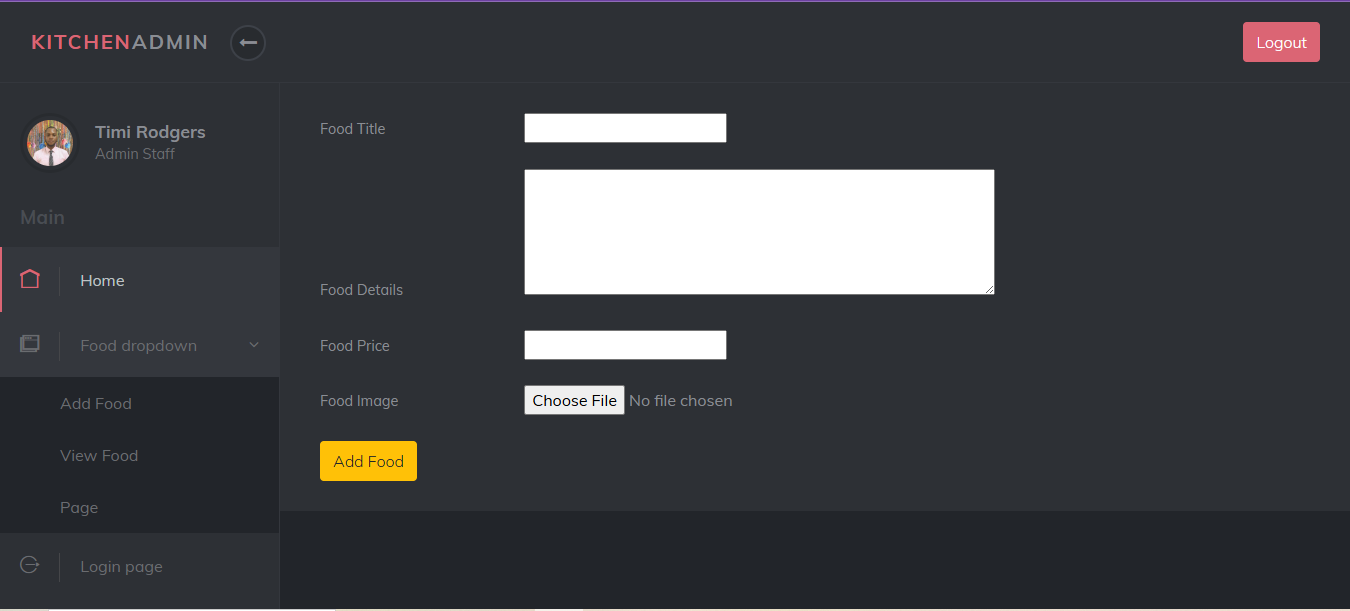 KITCHENADMIN
Logout
Timi Rodgers
Admin Staff
Main
Home
Food dropdown
Add Food
View Food
Page
Login page
Food Title
Food Details
Food Price
Food Image Choose File No file chosen
Add Food